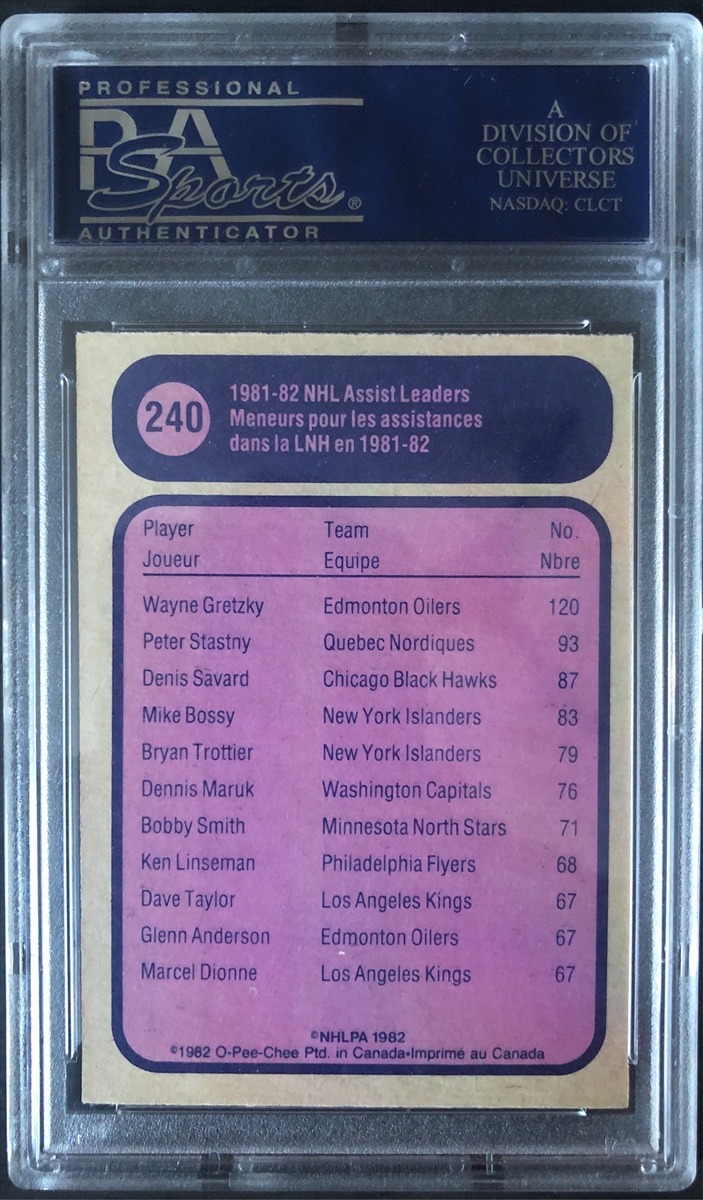 PROFESSIONAL
PSA
Sports®
AUTHENTICATOR
A
DIVISION OF
COLLECTORS
UNIVERSE
NASDAQ: CLCT
240
1981-82 NHL Assist Leaders
Meneurs pour les assistances
dans la LNH en 1981-82
Player Team No.
Joueur Equipe Nbre
Wayne Gretzky Edmonton Oilers 120
Peter Stastny Quebec Nordiques 93
Denis Savard Chicago Black Hawks 87
Mike Bossy New York Islanders 83
Bryan Trottier New York Islanders 79
Dennis Maruk Washington Capitals 76
Bobby Smith Minnesota North Stars 71
Ken Linseman Philadelphia Flyers 68
Dave Taylor Los Angeles Kings 67
Glenn Anderson Edmonton Oilers 67
Marcel Dionne Los Angeles Kings 67
©NHLPA 1982
©1982 O-Pee-Chee Ptd. in Canada•Imprimé au Canada